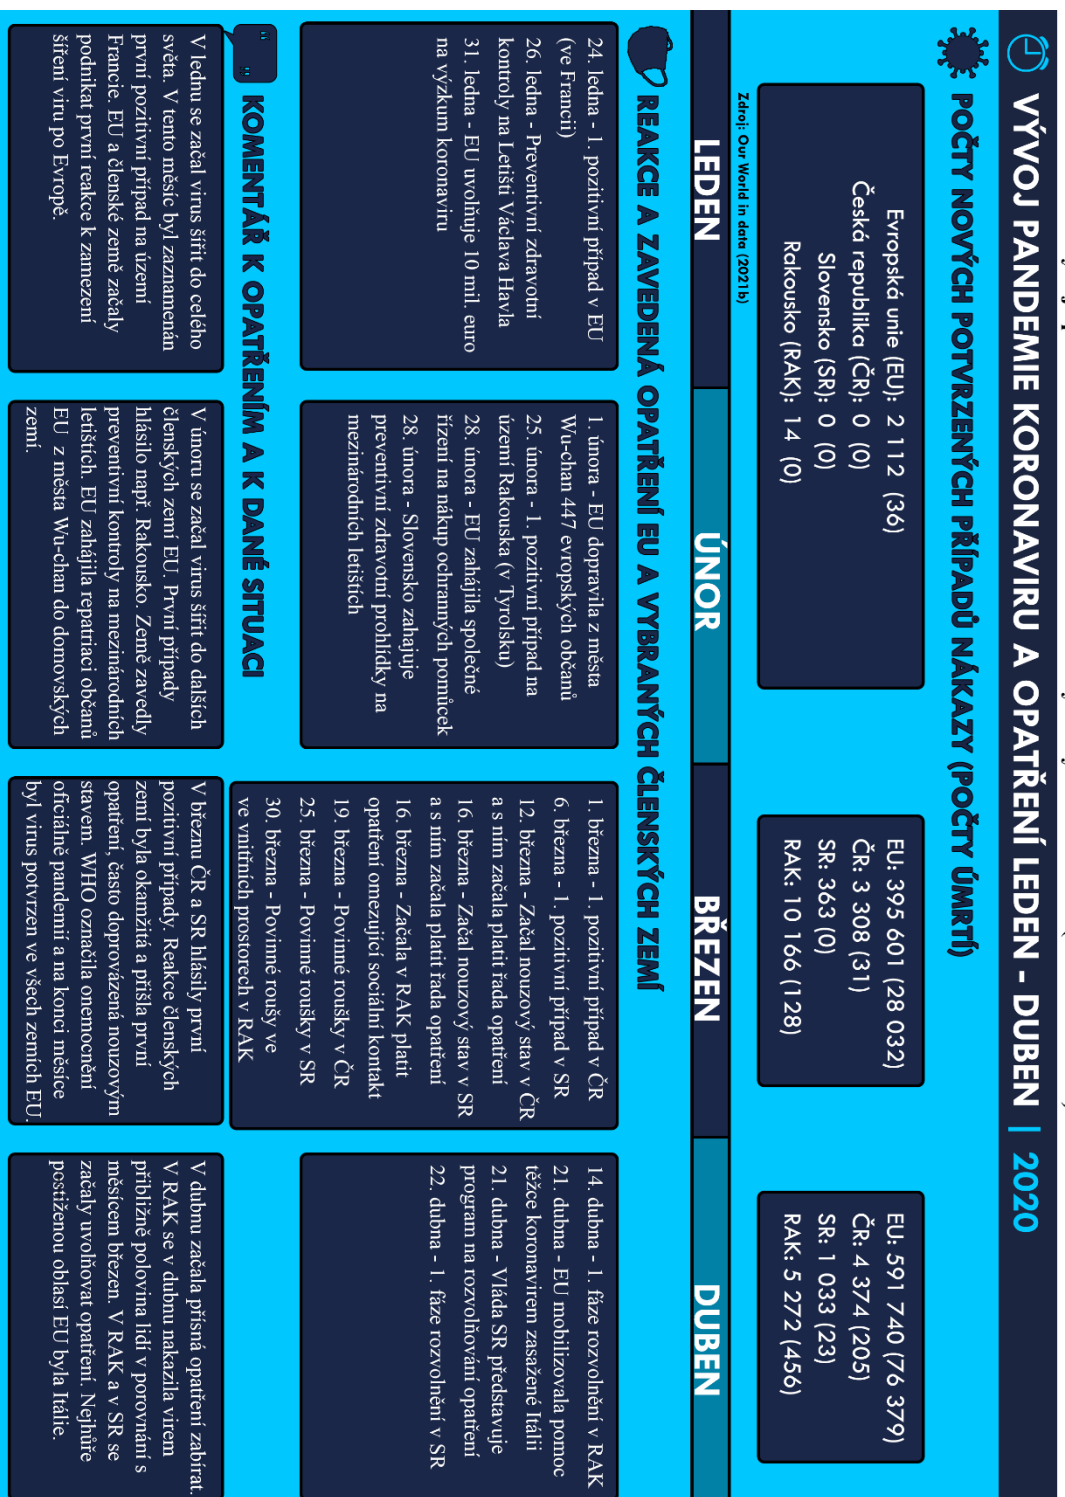 VÝVOJ PANDEMIE KORONAVIRU A OPATŘENÍ LEDEN - DUBEN | 2020
POČTY NOVÝCH POTVRZENÝCH PŘÍPADŮ NÁKAZY (POČTY ÚMRTÍ)
Evropská unie (EU): 2 112 (36)
Česká republika (ČR): 0 (0)
Slovensko (SR): 0 (0)
Rakousko (RAK): 14 (0)
EU: 395 601 (28 032)
ČR: 3 308 (31)
SR: 363 (0)
RAK: 10 166 (128)
EU: 591 740 (76 379)
ČR: 4 374 (205)
SR: 1 033 (23)
RAK: 5 272 (456)
Zdroj: Our World in data (2021b)
LEDEN
ÚNOR
BŘEZEN
DUBEN
REAKCE A ZAVEDENÁ OPATŘENÍ EU A VYBRANÝCH ČLENSKÝCH ZEMÍ
24. ledna - 1. pozitivní případ v EU
(ve Francii)
26. ledna - Preventivní zdravotní
kontroly na Letišti Václava Havla
31. ledna - EU uvolňuje 10 mil. euro
na výzkum koronaviru
1. února - EU dopravila z města
Wu-chan 447 evropských občanů
25. února - 1. pozitivní případ na
území Rakouska (v Tyrolsku)
28. února - EU zahájila společné
řízení na nákup ochranných pomůcek
28. února - Slovensko zahajuje
preventivní zdravotní prohlídky na
mezinárodních letištích
1. března - 1. pozitivní případ v ČR
6. března - 1. pozitivní případ v SR
12. března - Začal nouzový stav v ČR
a s ním začala platit řada opatření
16. března - Začal nouzový stav v SR
a s ním začala platit řada opatření
16. března - Začala v RAK platit
opatření omezující sociální kontakt
19. března - Povinné roušky v ČR
25. března - Povinné roušky v SR
30. března - Povinné roušy ve
ve vnitřních prostorech v RAK
14. dubna - 1. fáze rozvolnění v RAK
21. dubna - EU mobilizovala pomoc
těžce koronavirem zasažené Itálii
21. dubna - Vláda SR představuje
program na rozvolňování opatření
22. dubna - 1. fáze rozvolnění v SR
KOMENTÁŘ K OPATŘENÍM A K DANÉ SITUACI
V lednu se začal virus šířit do celého
světa. V tento měsíc byl zaznamenán
první pozitivní případ na území
Francie. EU a členské země začaly
podnikat první reakce k zamezení
šíření viru po Evropě.
V únoru se začal virus šířit do dalších
členských zemí EU. První případy
hlásilo např. Rakousko. Země zavedly
preventivní kontroly na mezinárodních
letištích. EU zahájila repatriaci občanů
EU z města Wu-chan do domovských
zemí.
V březnu ČR a SR hlásily první
pozitivní případy. Reakce členských
zemí byla okamžitá a přišla první
opatření, často doprovázená nouzovým
stavem. WHO označila onemocnění
oficiálně pandemií a na konci měsíce
byl virus potvrzen ve všech zemích EU.
V dubnu začala přísná opatření zabírat.
V RAK se v dubnu nakazila virem
přibližně polovina lidí v porovnání s
měsícem březen. V RAK a v SR se
začaly uvolňovat opatření. Nejhůře
postiženou oblasí EU byla Itálie.